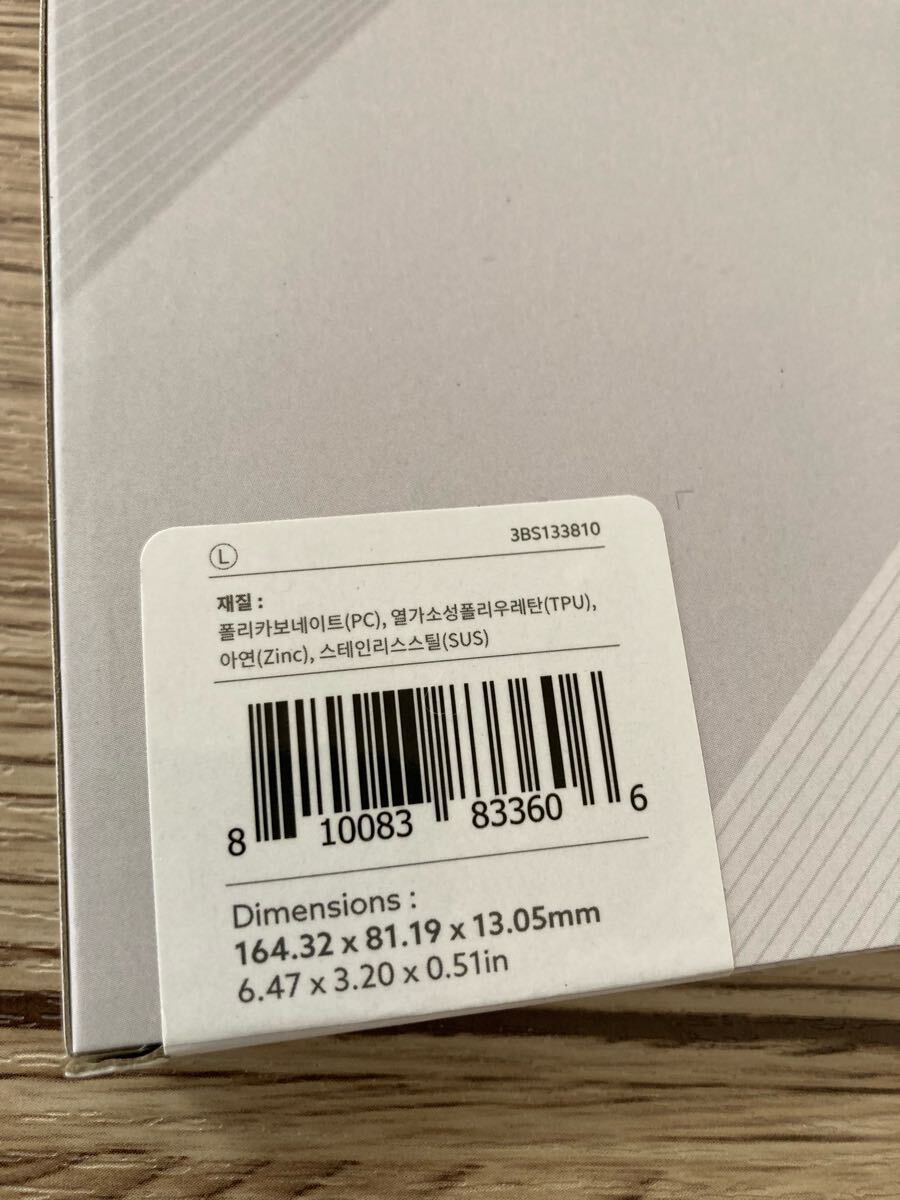 Ⓛ 3BS133810
재질 :
폴리카보네이트(PC), 열가소성폴리우레탄(TPU),
아연(Zinc), 스테인리스스틸(SUS)
8 10083 83360 6
Dimensions :
164.32 x 81.19 x 13.05mm
6.47 x 3.20 x 0.51in